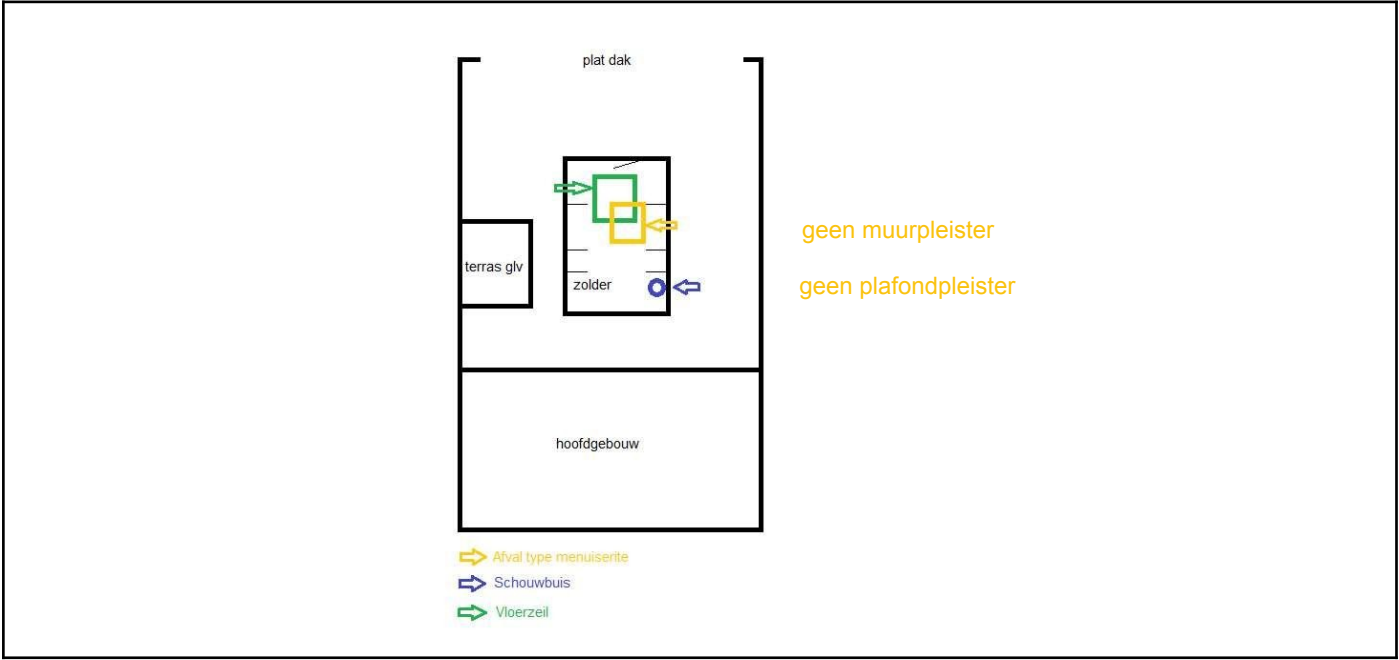 plat dak
geen muurpleister
terras glv
zolder
geen plafondpleister
hoofdgebouw
Afval type menuiserite
Schouwbuis
Vloerzeil